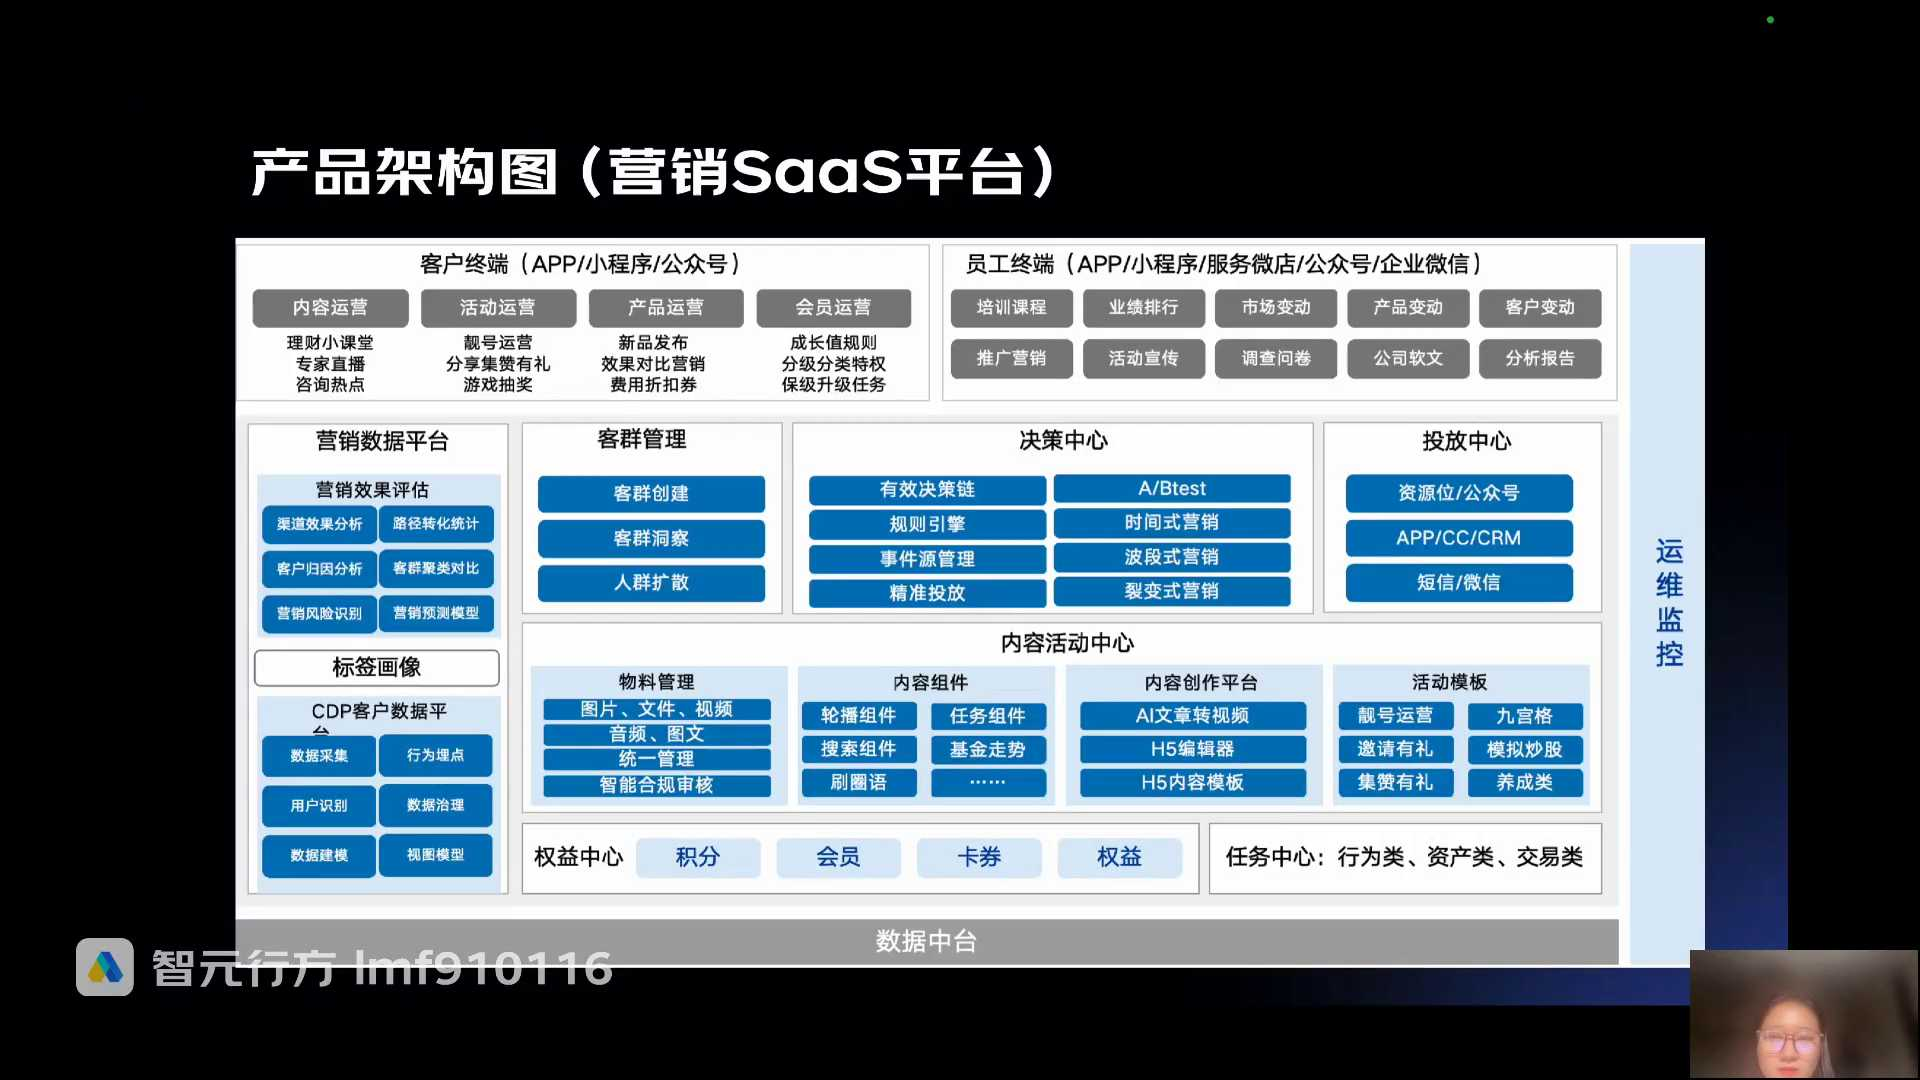 产品架构图（营销SaaS平台）
客户终端（APP/小程序/公众号）
内容运营
活动运营
产品运营
会员运营
理财小课堂
专家直播
咨询热点
靓号运营
分享集赞有礼
游戏抽奖
新品发布
效果对比营销
费用折扣券
成长值规则
分级分类特权
保级升级任务
员工终端（APP/小程序/服务微店/公众号/企业微信）
培训课程
业绩排行
市场变动
产品变动
客户变动
推广营销
活动宣传
调查问卷
公司软文
分析报告
营销数据平台
营销效果评估
渠道效果分析
路径转化统计
客户归因分析
客群聚类对比
营销风险识别
营销预测模型
标签画像
CDP客户数据平
台
数据采集
行为埋点
用户识别
数据治理
数据建模
视图模型
客群管理
客群创建
客群洞察
人群扩散
决策中心
有效决策链
A/Btest
规则引擎
时间式营销
事件源管理
波段式营销
精准投放
裂变式营销
投放中心
资源位/公众号
APP/CC/CRM
短信/微信
内容活动中心
物料管理
图片、文件、视频
音频、图文
统一管理
智能合规审核
内容组件
轮播组件
任务组件
搜索组件
基金走势
刷圈语
……
内容创作平台
AI文章转视频
H5编辑器
H5内容模板
活动模板
靓号运营
九宫格
邀请有礼
模拟炒股
集赞有礼
养成类
权益中心
积分
会员
卡券
权益
任务中心：行为类、资产类、交易类
数据中台
运维监控
智元行方 lmf910116